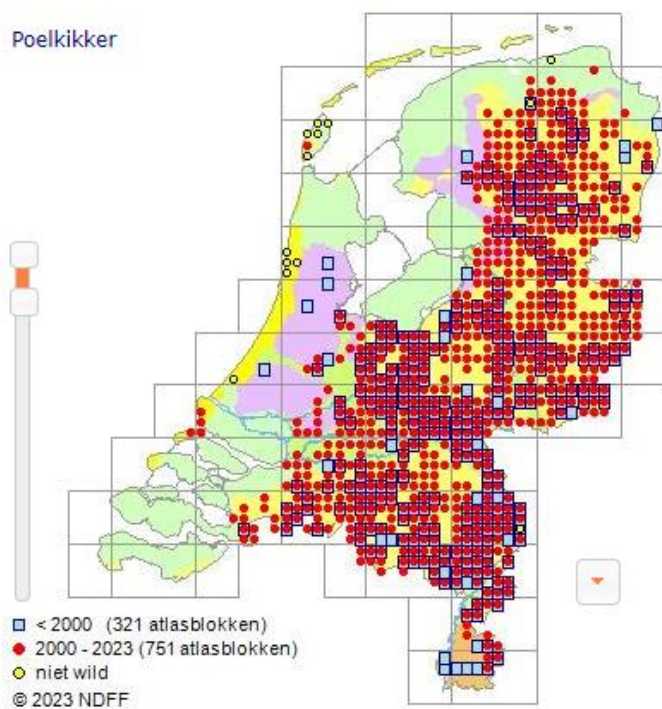 Poelkikker
< 2000 (321 atlasblokken)
2000 - 2023 (751 atlasblokken)
niet wild
© 2023 NDFF